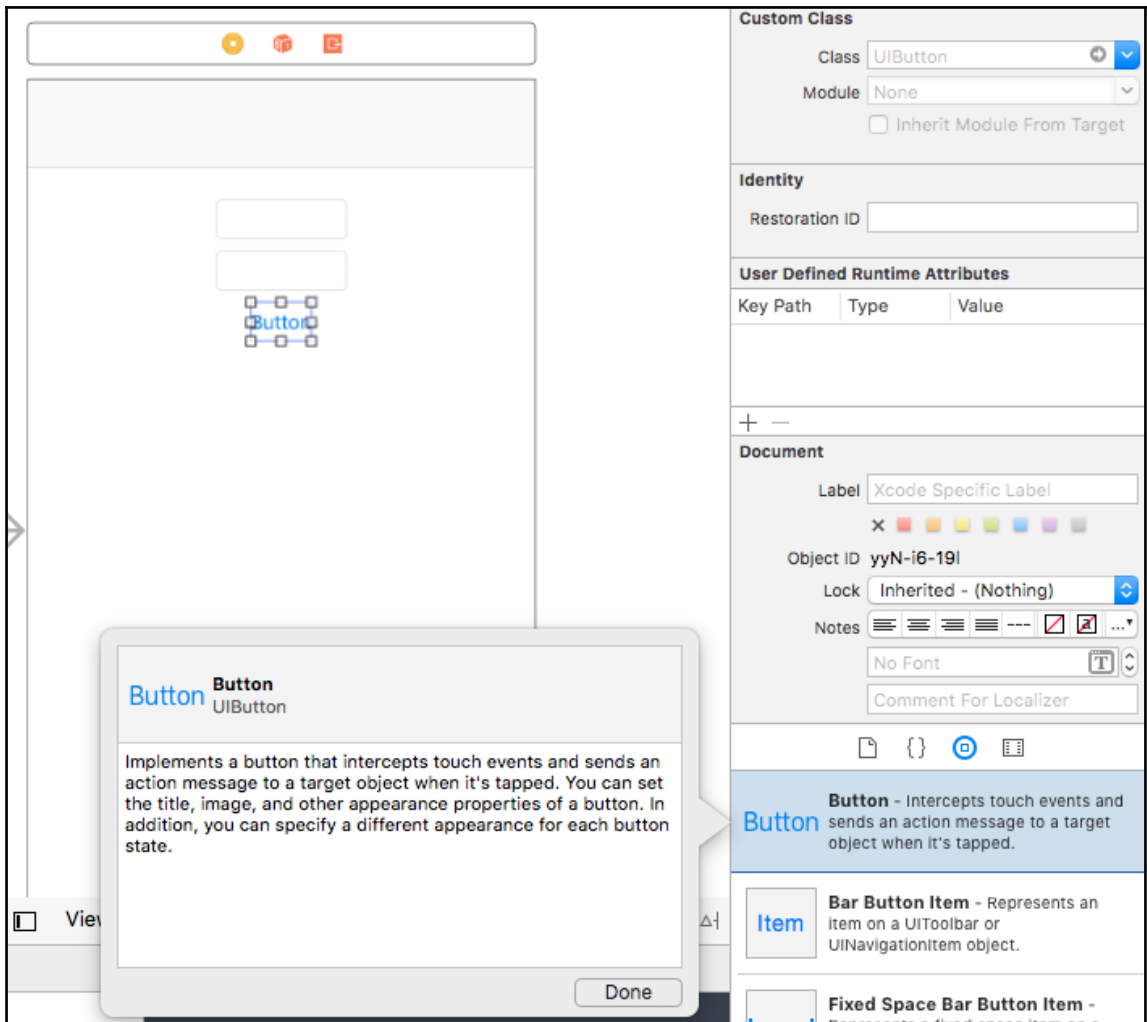 Custom Class
Class UIButton
Module None
Inherit Module From Target
Identity
Restoration ID
User Defined Runtime Attributes
Key Path Type Value
Button
Document
Label Xcode Specific Label
Object ID yyN-i6-19I
Lock Inherited - (Nothing)
Notes
No Font
Comment For Localizer
Button Button
UIButton
Implements a button that intercepts touch events and sends an
action message to a target object when it's tapped. You can set
the title, image, and other appearance properties of a button. In
addition, you can specify a different appearance for each button
state.
Done
Button
Button - Intercepts touch events and
sends an action message to a target
object when it's tapped.
Item
Bar Button Item - Represents an
item on a UIToolbar or
UINavigationItem object.
Fixed Space Bar Button Item -